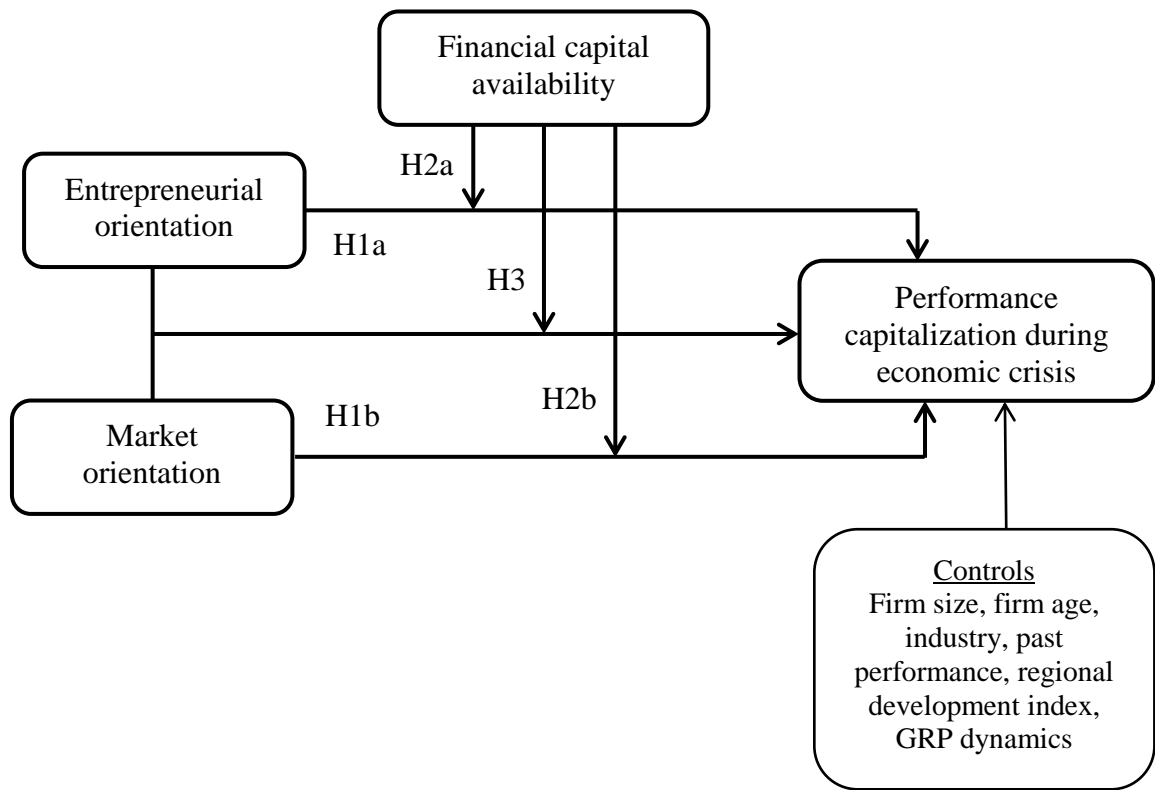 Financial capital
availability
H2a
Entrepreneurial
orientation
H1a
H3
Performance
capitalization during
economic crisis
H2b
H1b
Market
orientation
Controls
Firm size, firm age,
industry, past
performance, regional
development index,
GRP dynamics